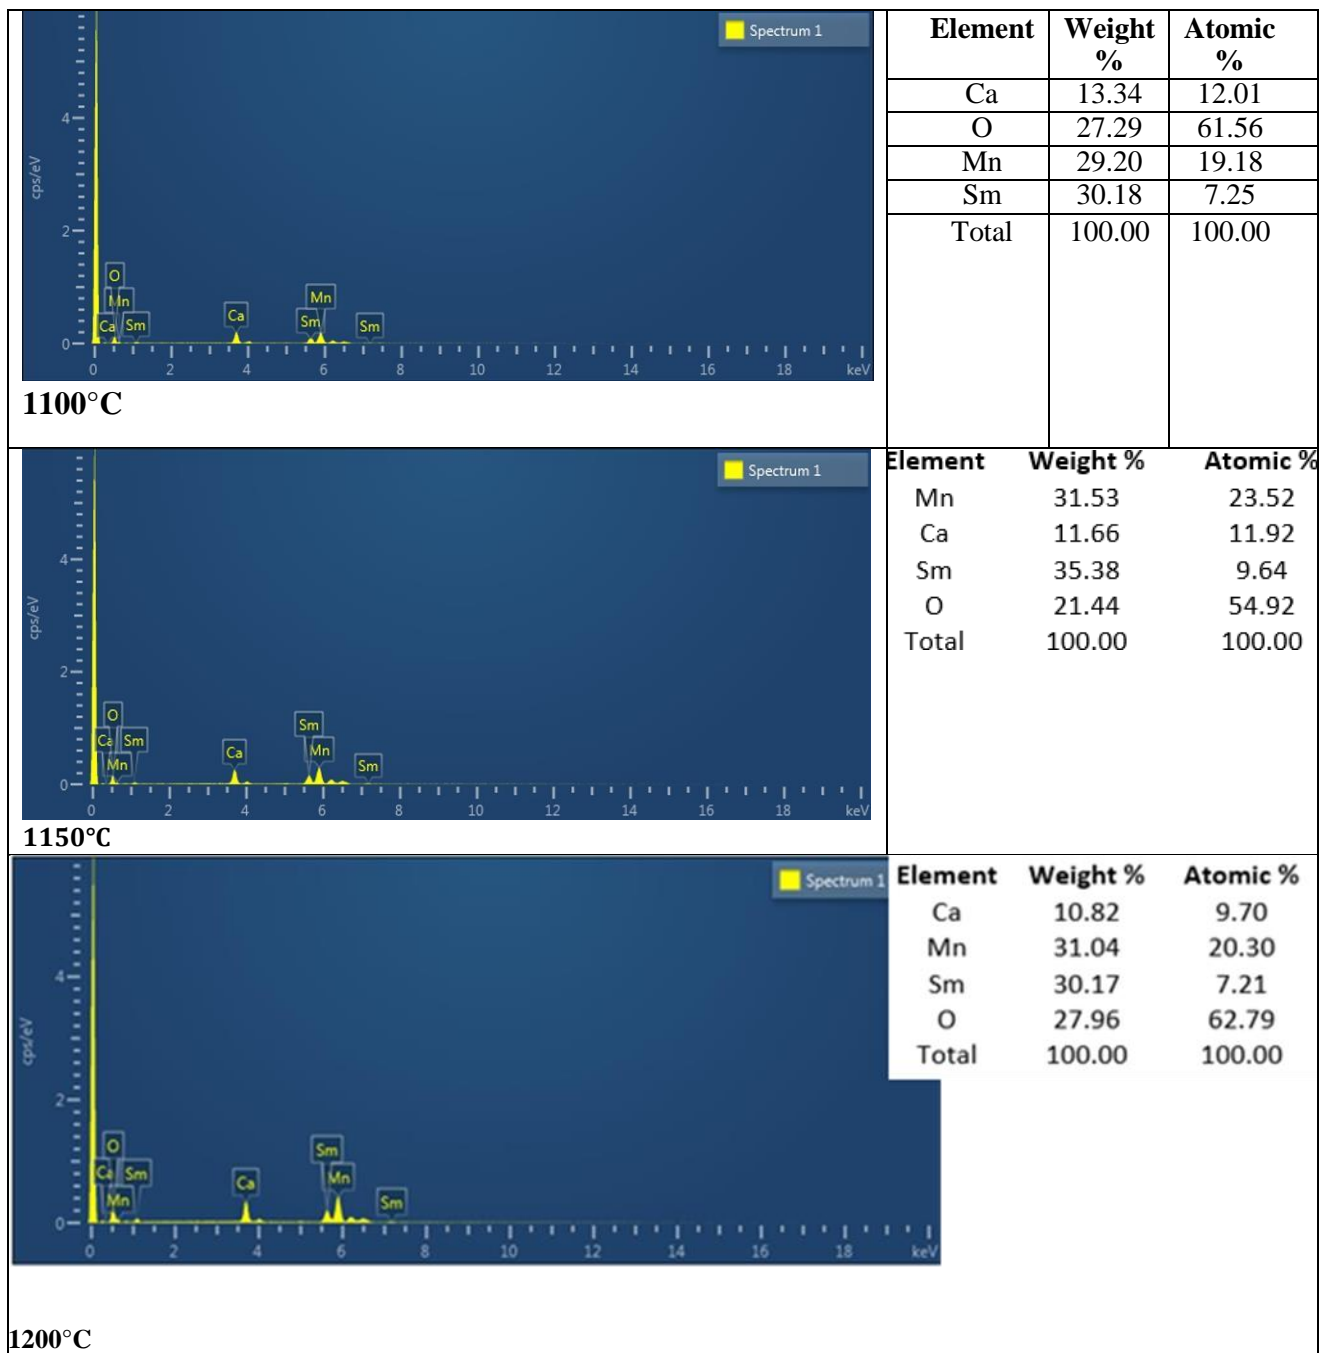 Spectrum 1
4
2
0
cps/eV
O
Mn
Ca
Sm
Ca
Sm
Mn
Sm
0 2 4 6 8 10 12 14 16 18 keV
1100°C
Element Weight % Atomic %
Ca 13.34 12.01
O 27.29 61.56
Mn 29.20 19.18
Sm 30.18 7.25
Total 100.00 100.00
Spectrum 1
4
2
0
cps/eV
O
Ca
Sm
Mn
Ca
Sm
Mn
Sm
0 2 4 6 8 10 12 14 16 18 keV
1150°C
Element Weight % Atomic %
Mn 31.53 23.52
Ca 11.66 11.92
Sm 35.38 9.64
O 21.44 54.92
Total 100.00 100.00
Spectrum 1
4
2
0
cps/eV
O
Ca
Sm
Mn
Ca
Sm
Mn
Sm
0 2 4 6 8 10 12 14 16 18 keV
1200°C
Element Weight % Atomic %
Ca 10.82 9.70
Mn 31.04 20.30
Sm 30.17 7.21
O 27.96 62.79
Total 100.00 100.00